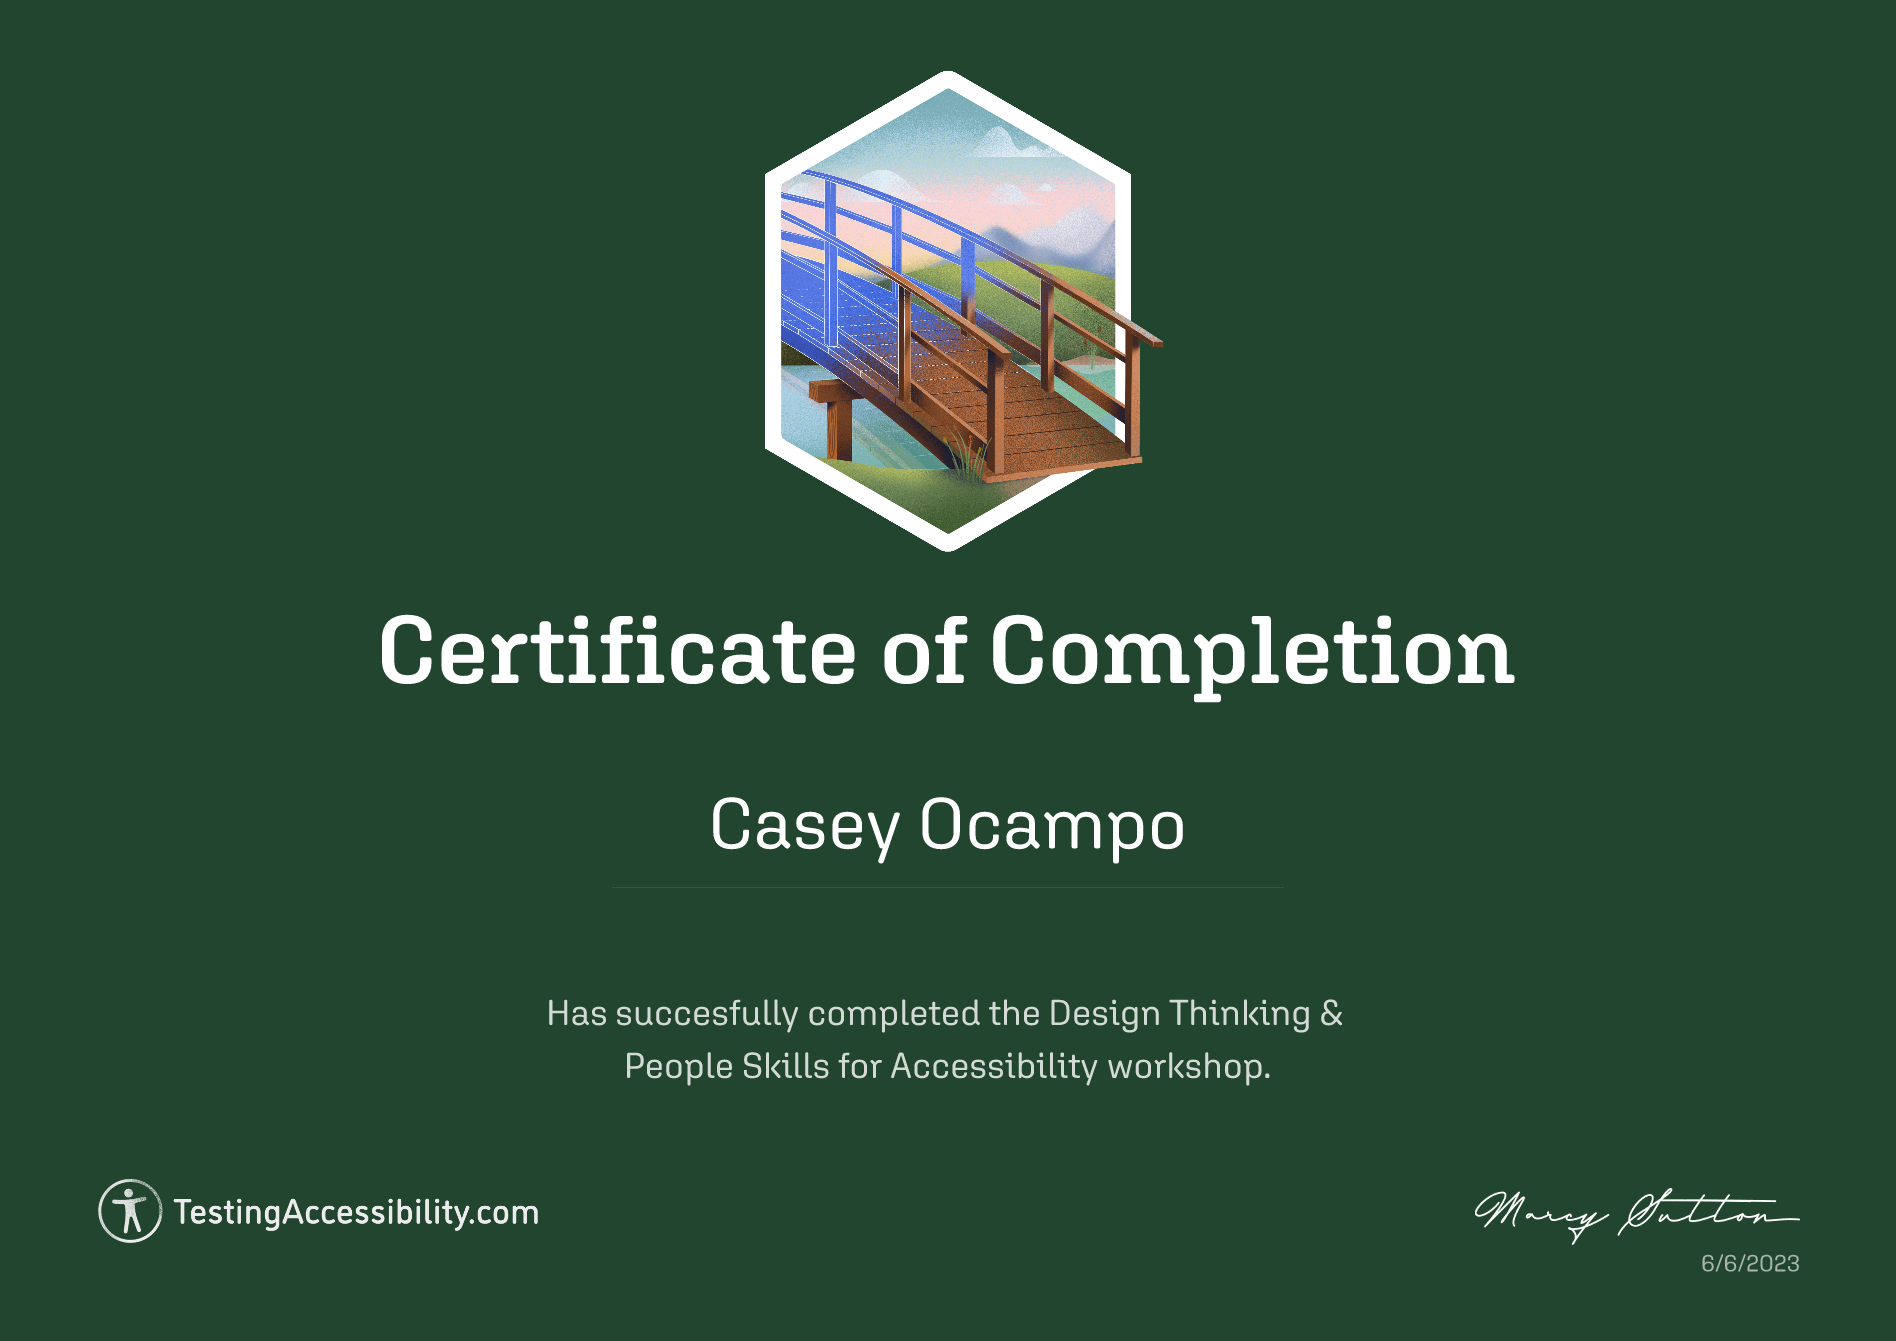 Certificate of Completion
Casey Ocampo
Has succesfully completed the Design Thinking &
People Skills for Accessibility workshop.
TestingAccessibility.com
Marcy Sutton
6/6/2023